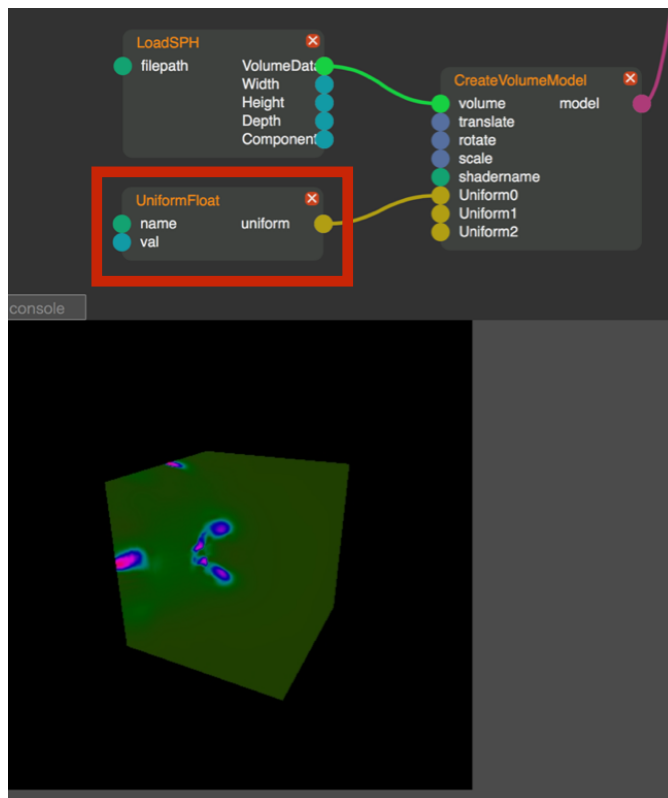 LoadSPH
filepath VolumeData
Width
Height
Depth
Component
CreateVolumeModel
volume model
translate
rotate
scale
shadername
Uniform0
Uniform1
Uniform2
UniformFloat
name uniform
val
console